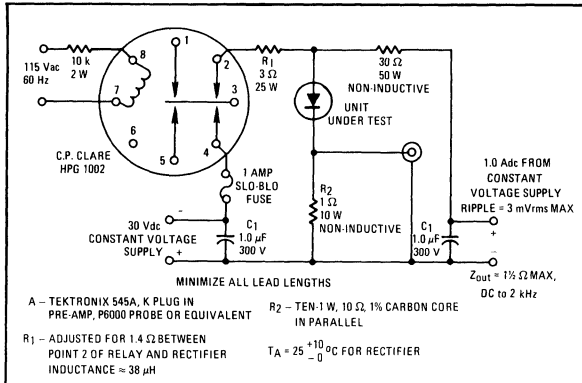 115 Vac
60 Hz
10 k
2 W
8
7
6
5
1
2
3
4
C.P. CLARE
HPG 1002
R1
3 Ω
25 W
30 Ω
50 W
NON-INDUCTIVE
UNIT
UNDER TEST
1 AMP
SLO-BLO
FUSE
R2
1 Ω
10 W
NON-INDUCTIVE
1.0 Adc FROM
CONSTANT
VOLTAGE SUPPLY
RIPPLE = 3 mVrms MAX
30 Vdc
CONSTANT VOLTAGE
SUPPLY
-
+
C1
1.0 μF
300 V
C1
1.0 μF
300 V
+
-
Zout = 1½ Ω MAX,
DC to 2 kHz
MINIMIZE ALL LEAD LENGTHS
A – TEKTRONIX 545A, K PLUG IN
PRE-AMP, P6000 PROBE OR EQUIVALENT
R1 – ADJUSTED FOR 1.4 Ω BETWEEN
POINT 2 OF RELAY AND RECTIFIER
INDUCTANCE ≈ 38 μH
R2 – TEN-1 W, 10 Ω, 1% CARBON CORE
IN PARALLEL
TA = 25 +10 -0 °C FOR RECTIFIER